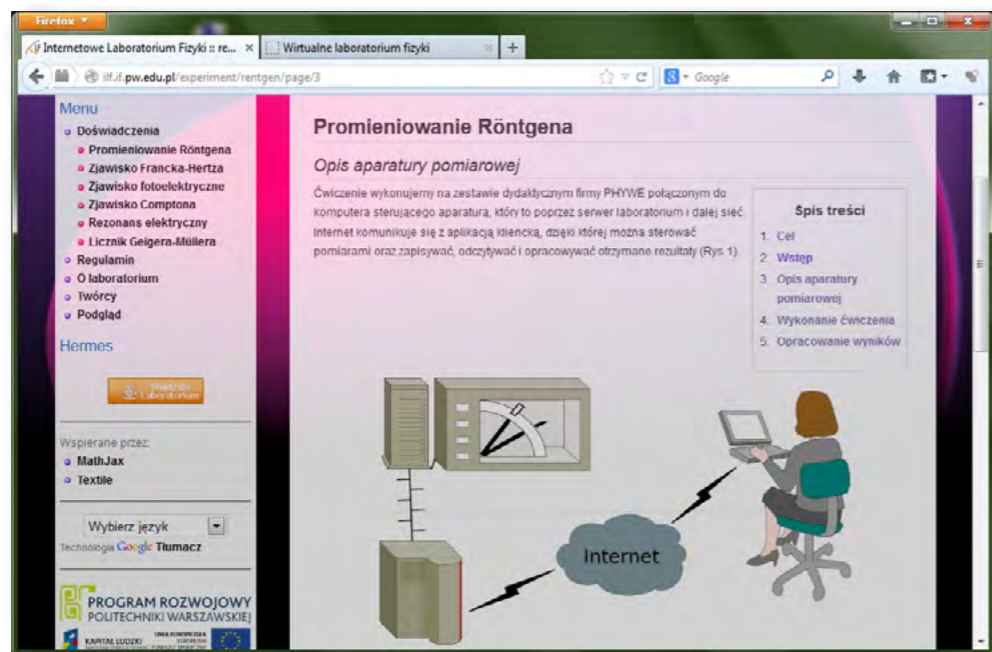 Firefox
Internetowe Laboratorium Fizyki :: re... ×
Wirtualne laboratorium fizyki ×
ilf.if.pw.edu.pl/experiment/rentgen/page/3
Google
Menu
Doświadczenia
Promieniowanie Röntgena
Zjawisko Francka-Hertza
Zjawisko fotoelektryczne
Zjawisko Comptona
Rezonans elektryczny
Licznik Geigera-Müllera
Regulamin
O laboratorium
Twórcy
Podgląd
Hermes
Laboratorium
Wspierane przez:
MathJax
Textile
Wybierz język
Technologia Google Tłumacz
PROGRAM ROZWOJOWY
POLITECHNIKI WARSZAWSKIEJ
KAPITAŁ LUDZKI
UNIA EUROPEJSKA
Promieniowanie Röntgena
Opis aparatury pomiarowej
Ćwiczenie wykonujemy na zestawie dydaktycznym firmy PHYWE połączonym do
komputera sterującego aparatura, który to poprzez serwer laboratorium i dalej sieć
Internet komunikuje się z aplikacją kliencką, dzięki której można sterować
pomiarami oraz zapisywać, odczytywać i opracowywać otrzymane rezultaty (Rys. 1).
Spis treści
1. Cel
2. Wstęp
3. Opis aparatury
pomiarowej
4. Wykonanie ćwiczenia
5. Opracowanie wyników
Internet